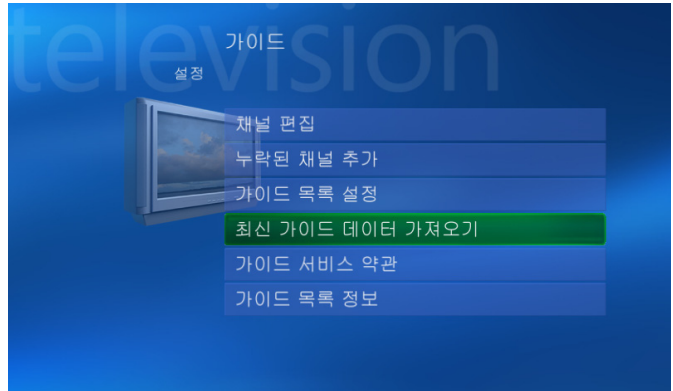 television
가이드
설정
채널 편집
누락된 채널 추가
가이드 목록 설정
최신 가이드 데이터 가져오기
가이드 서비스 약관
가이드 목록 정보